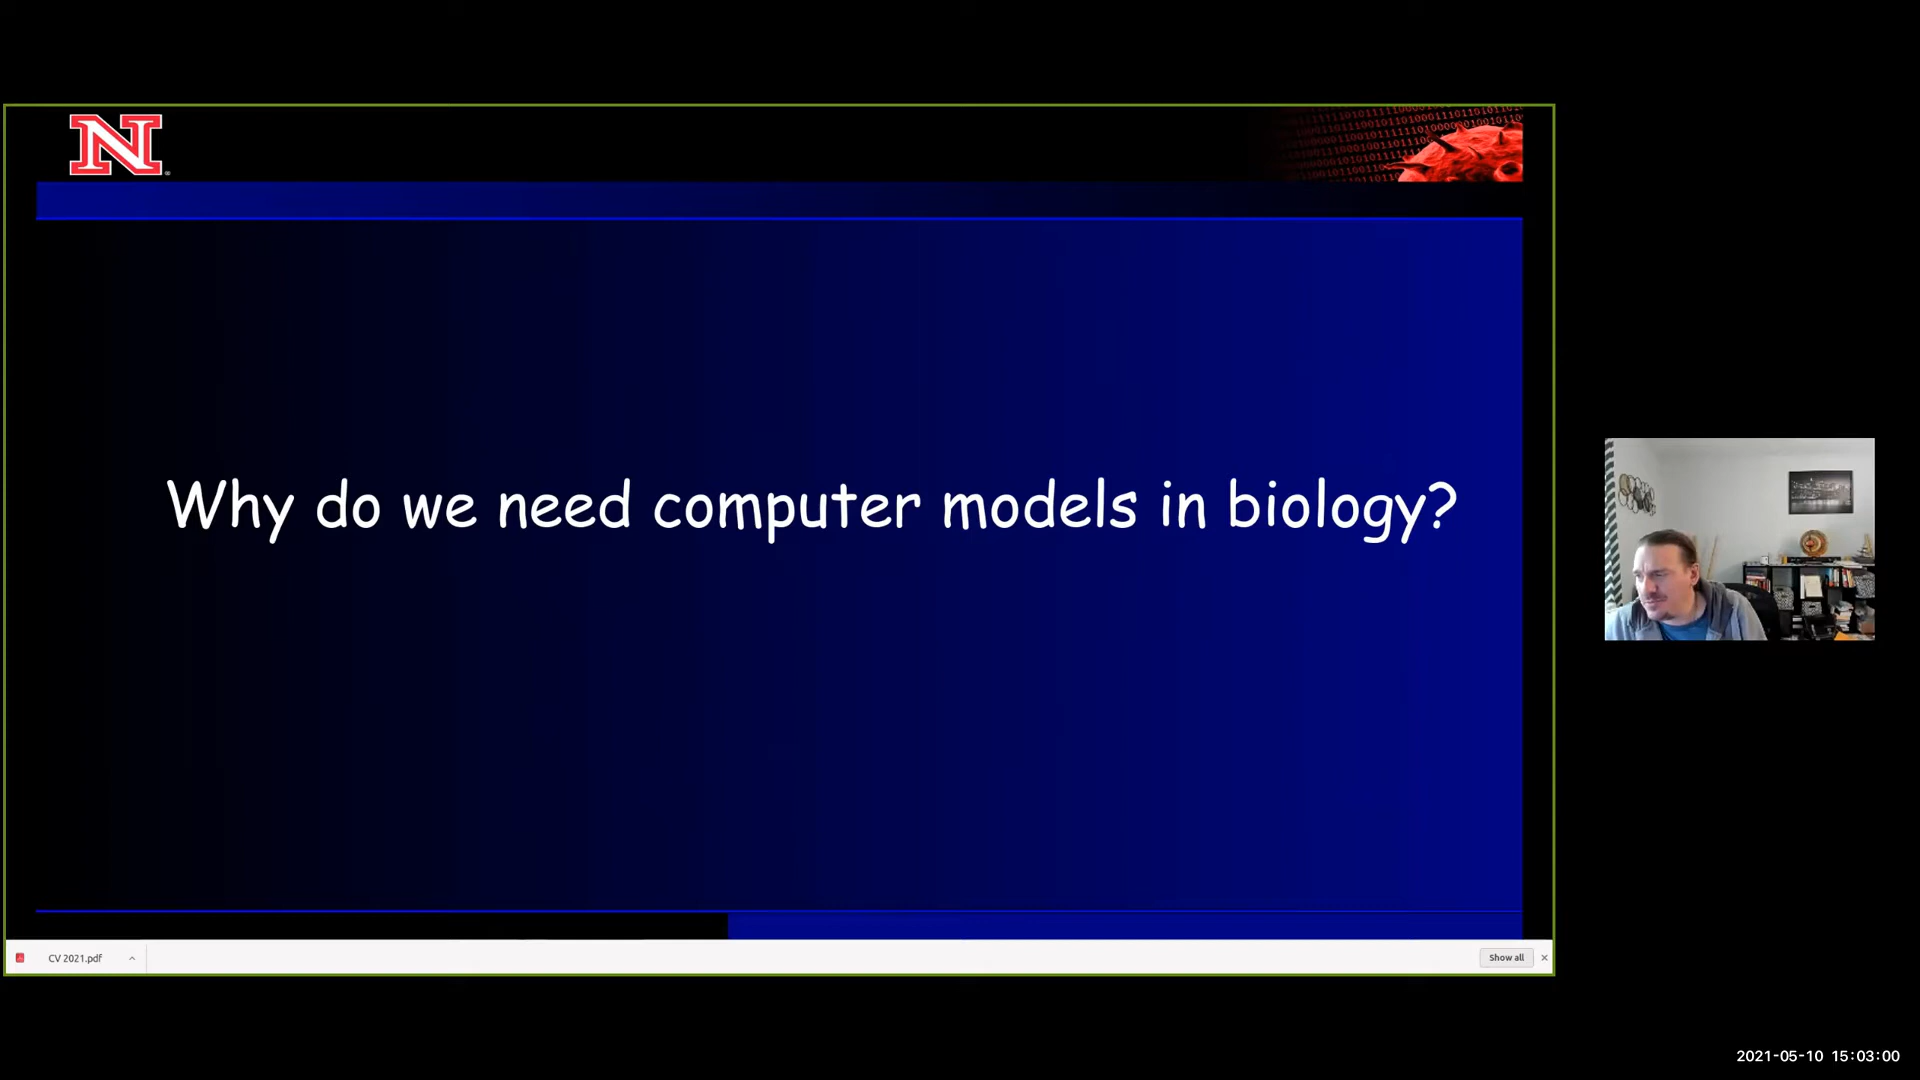 N
Why do we need computer models in biology?
CV 2021.pdf
Show all
2021-05-10 15:03:00